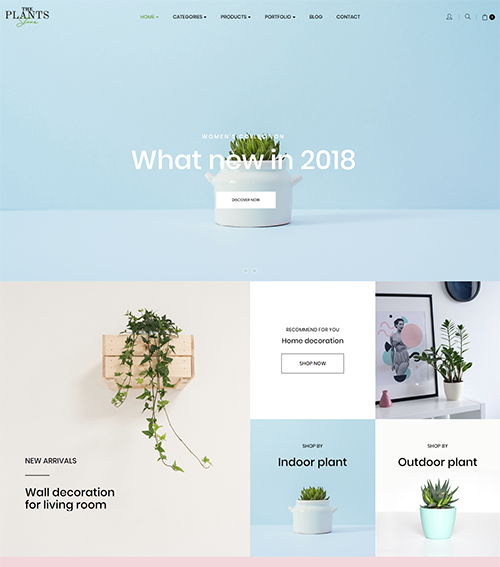 THE
PLANTS
Store
HOME CATEGORIES PRODUCTS PORTFOLIO BLOG CONTACT
0
WOMEN'S COLLECTION
What new in 2018
DISCOVER NOW
RECOMMEND FOR YOU
Home decoration
SHOP NOW
NEW ARRIVALS
Wall decoration
for living room
SHOP BY
Indoor plant
SHOP BY
Outdoor plant